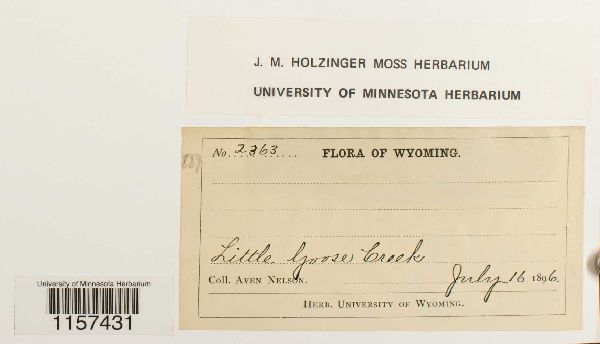 J. M. HOLZINGER MOSS HERBARIUM
UNIVERSITY OF MINNESOTA HERBARIUM
No. 2363 FLORA OF WYOMING.
Little Goose Creek
COLL. AVEN NELSON. July 16 1896.
HERB. UNIVERSITY OF WYOMING.
University of Minnesota Herbarium
1157431